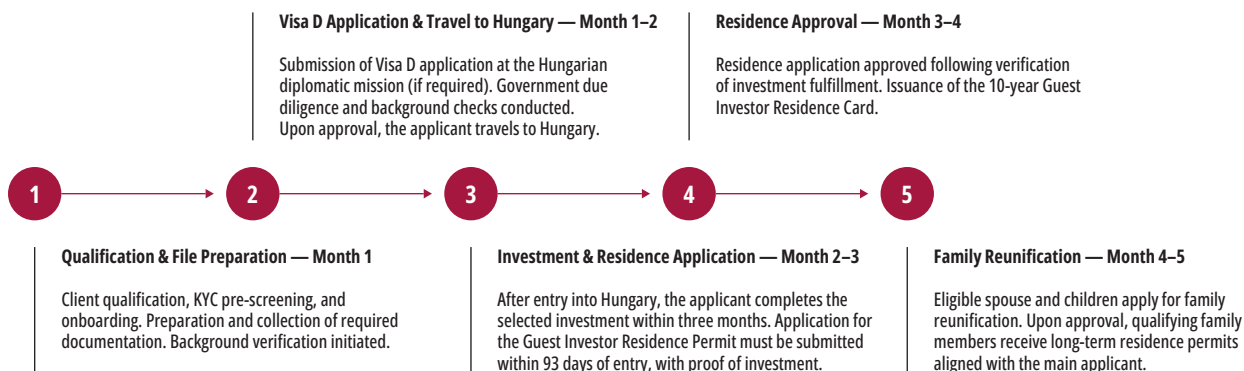 Visa D Application & Travel to Hungary — Month 1–2
Submission of Visa D application at the Hungarian
diplomatic mission (if required). Government due
diligence and background checks conducted.
Upon approval, the applicant travels to Hungary.
Residence Approval — Month 3–4
Residence application approved following verification
of investment fulfillment. Issuance of the 10-year Guest
Investor Residence Card.
1
2
3
4
5
Qualification & File Preparation — Month 1
Client qualification, KYC pre-screening, and
onboarding. Preparation and collection of required
documentation. Background verification initiated.
Investment & Residence Application — Month 2–3
After entry into Hungary, the applicant completes the
selected investment within three months. Application for
the Guest Investor Residence Permit must be submitted
within 93 days of entry, with proof of investment.
Family Reunification — Month 4–5
Eligible spouse and children apply for family
reunification. Upon approval, qualifying family
members receive long-term residence permits
aligned with the main applicant.